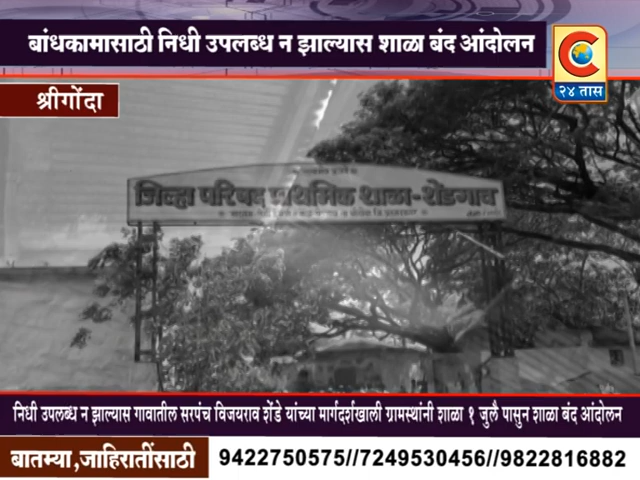 बांधकामासाठी निधी उपलब्ध न झाल्यास शाळा बंद आंदोलन
C
२४ तास
श्रीगोंदा
जिल्हा परिषद प्राथमिक शाळा-शेंडगाव
निधी उपलब्ध न झाल्यास गावातील सरपंच विजयराव शेंडे यांच्या मार्गदर्शखाली ग्रामस्थांनी शाळा १ जुलै पासुन शाळा बंद आंदोलन
बातम्या,जाहिरातींसाठी 9422750575//7249530456//9822816882